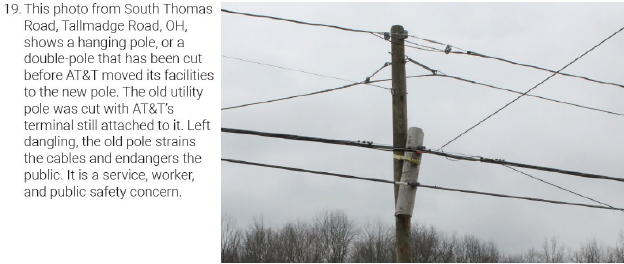 19. This photo from South Thomas
Road, Tallmadge Road, OH,
shows a hanging pole, or a
double-pole that has been cut
before AT&T moved its facilities
to the new pole. The old utility
pole was cut with AT&T's
terminal still attached to it. Left
dangling, the old pole strains
the cables and endangers the
public. It is a service, worker,
and public safety concern.